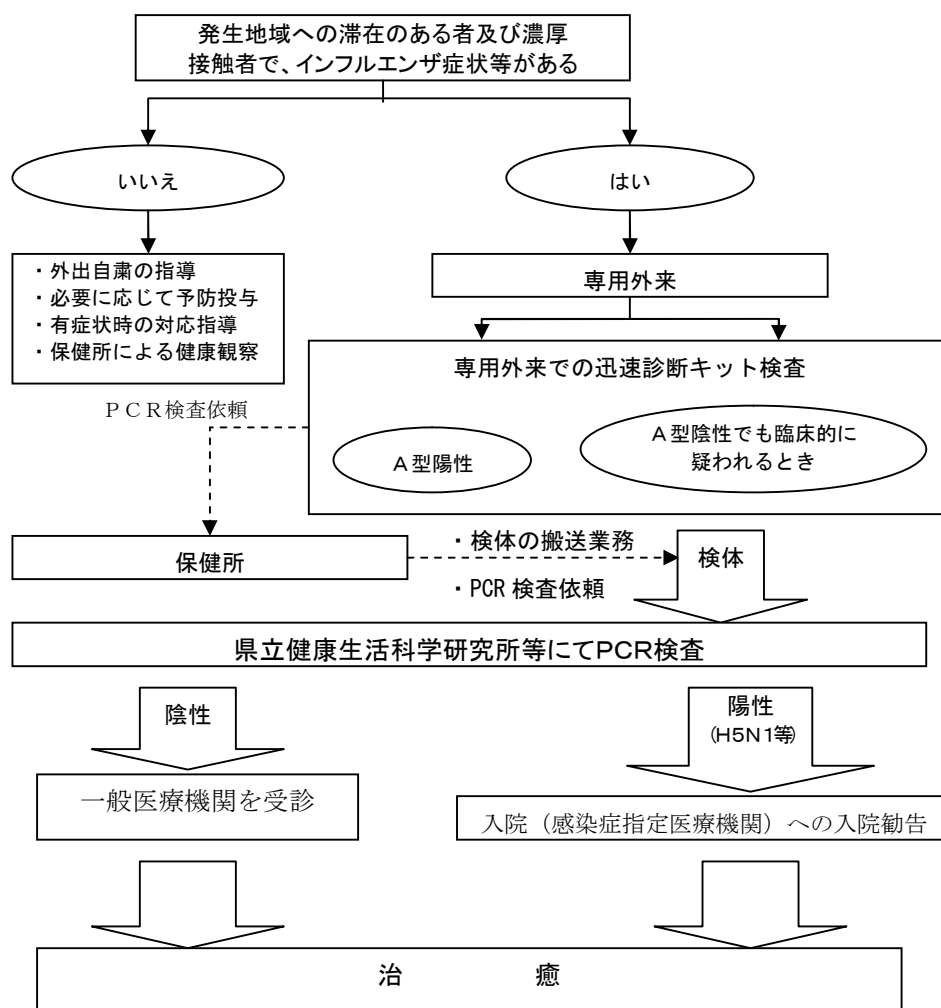 発生地域への滞在のある者及び濃厚
接触者で、インフルエンザ症状等がある
いいえ
はい
・外出自粛の指導
・必要に応じて予防投与
・有症状時の対応指導
・保健所による健康観察
専用外来
専用外来での迅速診断キット検査
ＰＣＲ検査依頼
Ａ型陽性
Ａ型陰性でも臨床的に
疑われるとき
保健所
・検体の搬送業務
・PCR 検査依頼
検体
県立健康生活科学研究所等にてPCR検査
陰性
陽性
(H5N1等)
一般医療機関を受診
入院（感染症指定医療機関）への入院勧告
治　　　　癒